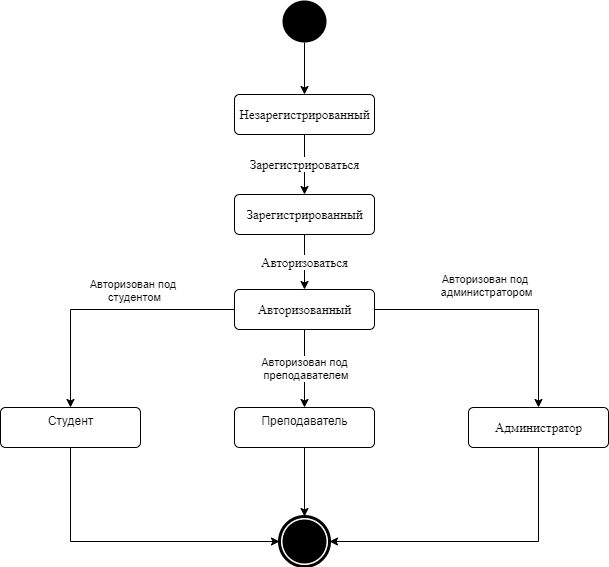 Незарегистрированный
Зарегистрироваться
Зарегистрированный
Авторизоваться
Авторизован под
студентом
Авторизован под
администратором
Авторизованный
Авторизован под
преподавателем
Студент
Преподаватель
Администратор